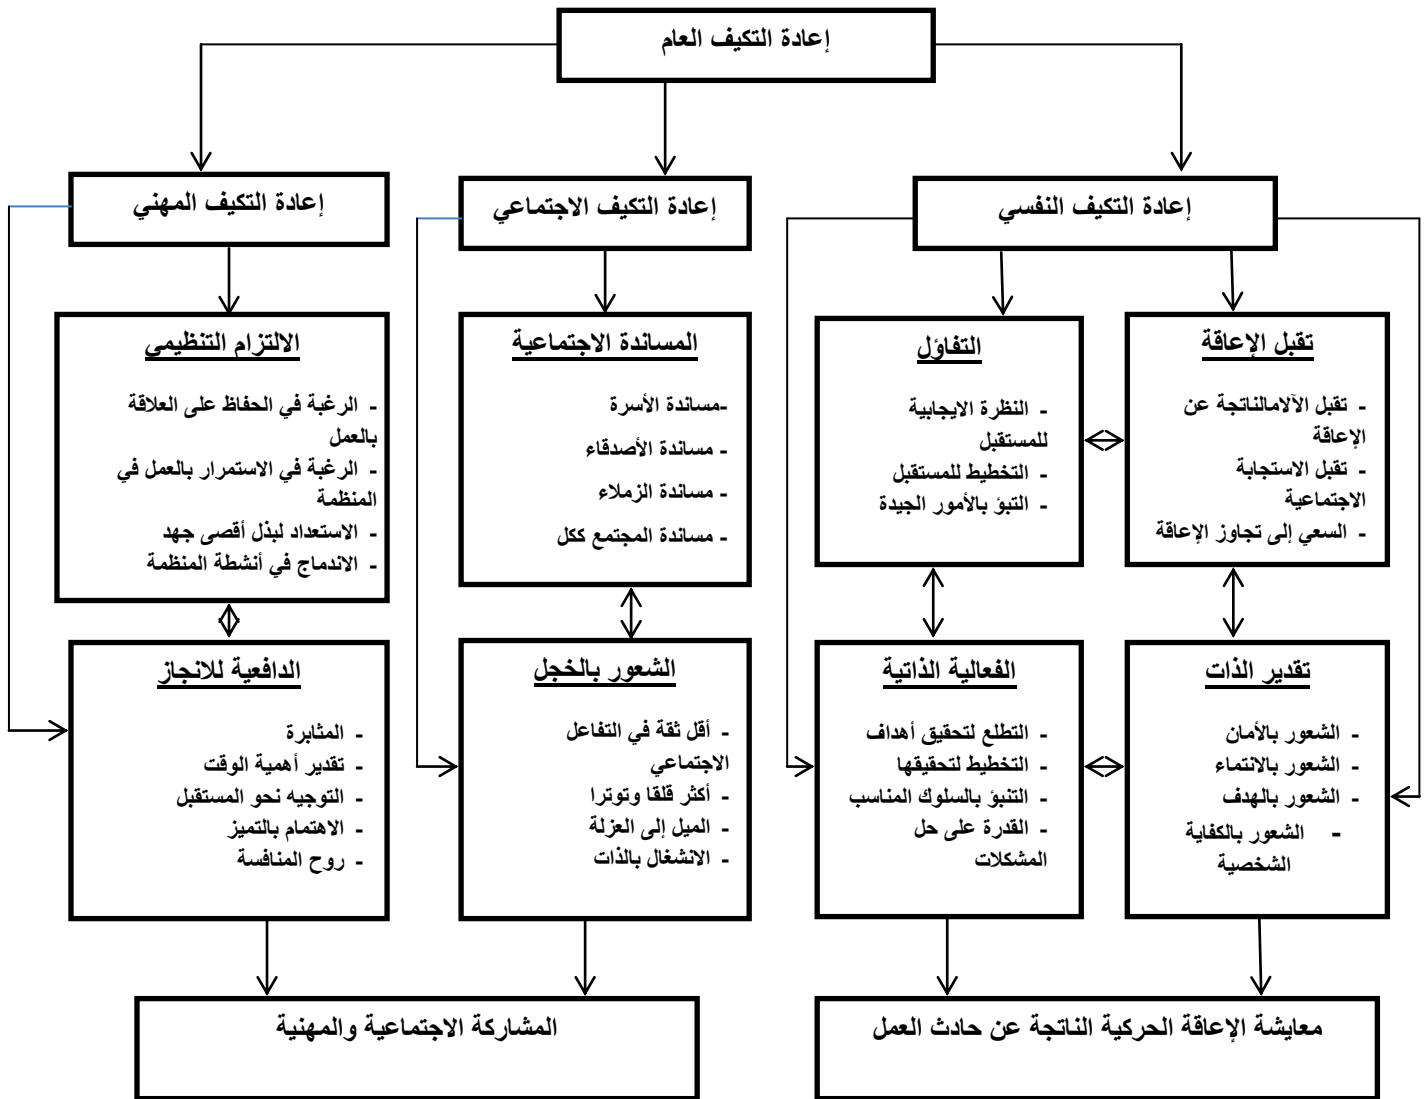 إعادة التكيف العام
إعادة التكيف النفسي
إعادة التكيف الاجتماعي
إعادة التكيف المهني
تقبل الإعاقة
- تقبل الآلامالناتجة عن
الإعاقة
- تقبل الاستجابة
الاجتماعية
- السعي إلى تجاوز الإعاقة
التفاؤل
- النظرة الايجابية
للمستقبل
- التخطيط للمستقبل
- التبؤ بالأمور الجيدة
المساندة الاجتماعية
-مساندة الأسرة
- مساندة الأصدقاء
- مساندة الزملاء
- مساندة المجتمع ككل
الالتزام التنظيمي
- الرغبة في الحفاظ على العلاقة
بالعمل
- الرغبة في الاستمرار بالعمل في
المنظمة
- الاستعداد لبذل أقصى جهد
- الاندماج في أنشطة المنظمة
تقدير الذات
- الشعور بالأمان
- الشعور بالانتماء
- الشعور بالهدف
- الشعور بالكفاية
الشخصية
الفعالية الذاتية
- التطلع لتحقيق أهداف
- التخطيط لتحقيقها
- التنبؤ بالسلوك المناسب
- القدرة على حل
المشكلات
الشعور بالخجل
- أقل ثقة في التفاعل
الاجتماعي
- أكثر قلقا وتوترا
- الميل إلى العزلة
- الانشغال بالذات
الدافعية للانجاز
- المثابرة
- تقدير أهمية الوقت
- التوجيه نحو المستقبل
- الاهتمام بالتميز
- روح المنافسة
معايشة الإعاقة الحركية الناتجة عن حادث العمل
المشاركة الاجتماعية والمهنية